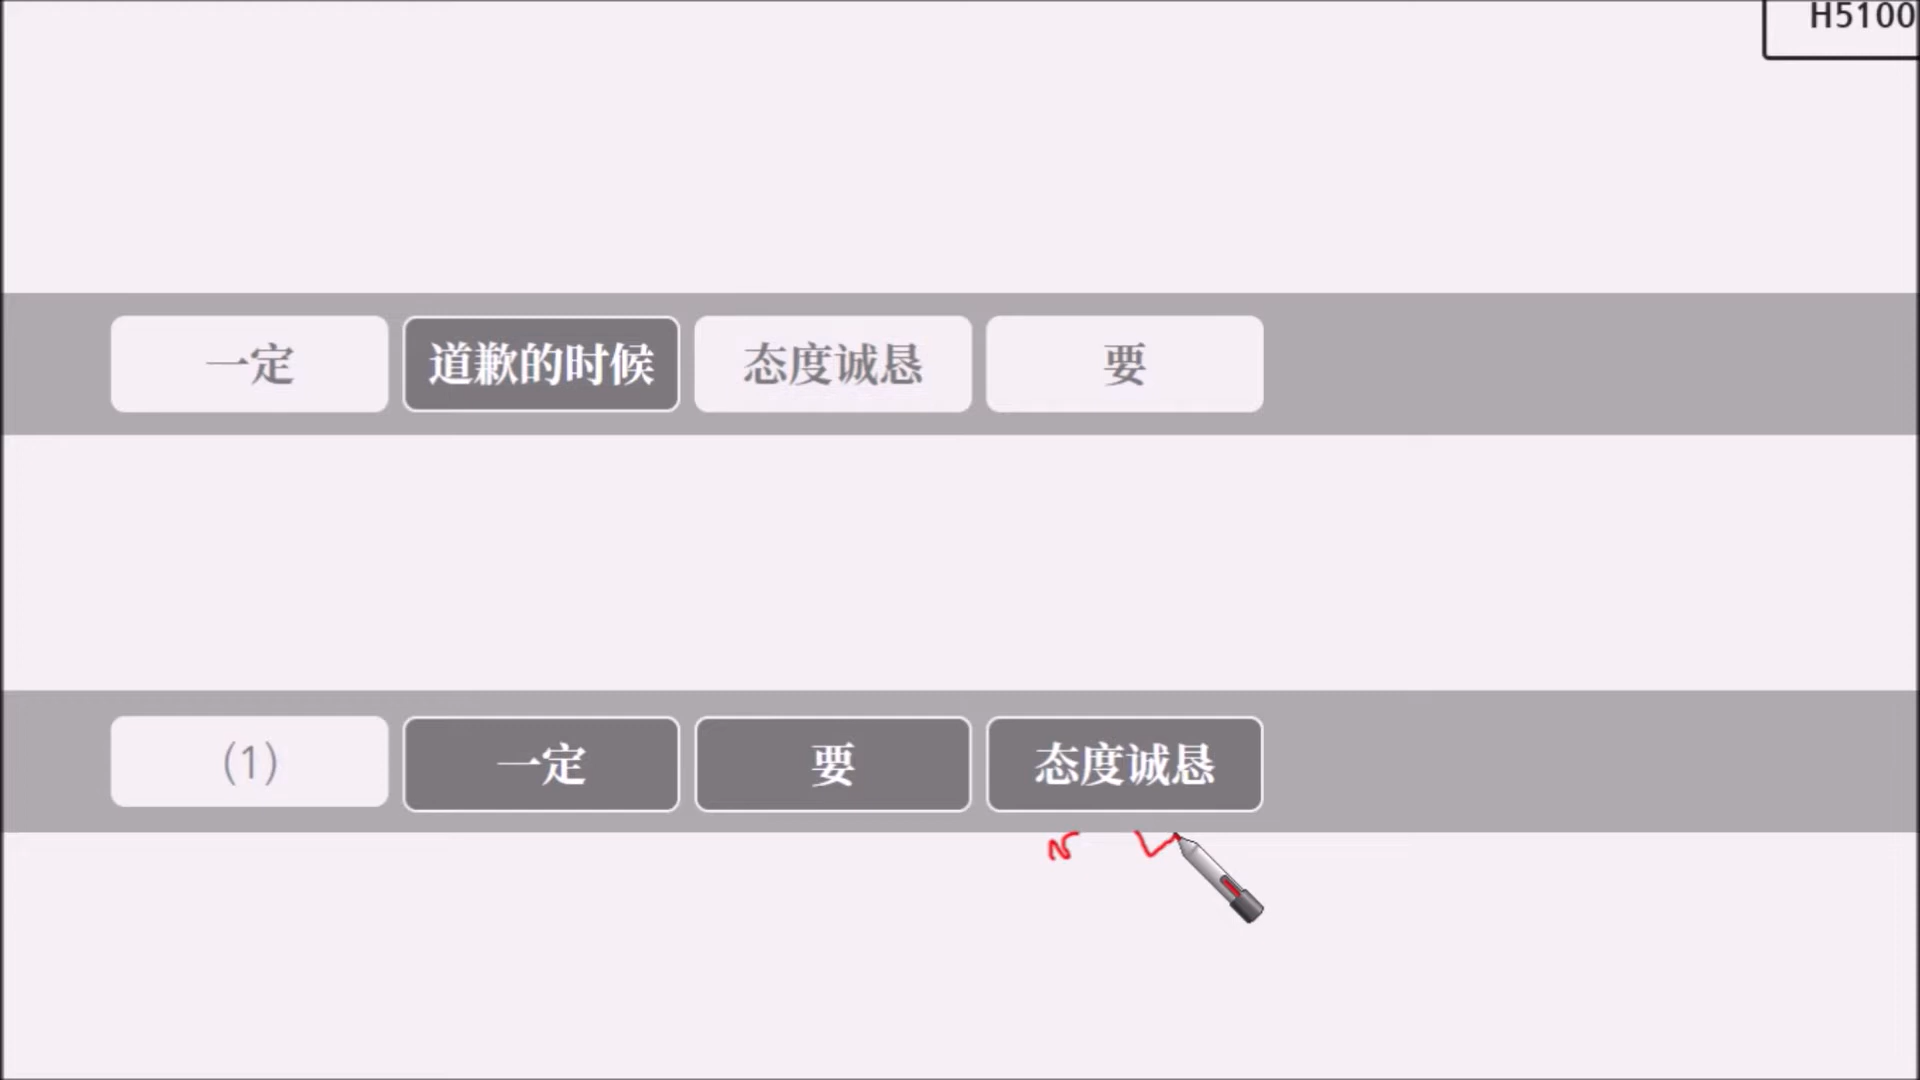 H5100
一定 道歉的时候 态度诚恳 要
(1) 一定 要 态度诚恳